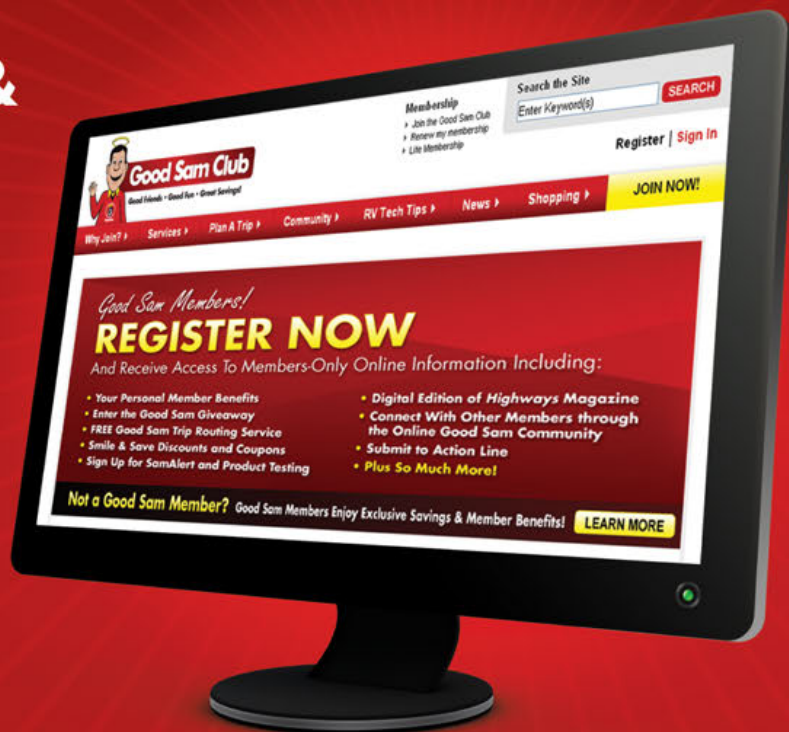 &
Membership
Join the Good Sam Club
Renew my membership
Life Membership
Search the Site
Enter Keyword(s)
SEARCH
Register | Sign In
Good Sam Club
Good Friends • Good Fun • Great Savings!
Why Join?
Services
Plan A Trip
Community
RV Tech Tips
News
Shopping
JOIN NOW!
Good Sam Members!
REGISTER NOW
And Receive Access To Members-Only Online Information Including:
• Your Personal Member Benefits
• Enter the Good Sam Giveaway
• FREE Good Sam Trip Routing Service
• Smile & Save Discounts and Coupons
• Sign Up for SamAlert and Product Testing
• Digital Edition of Highways Magazine
• Connect With Other Members through
the Online Good Sam Community
• Submit to Action Line
• Plus So Much More!
Not a Good Sam Member? Good Sam Members Enjoy Exclusive Savings & Member Benefits! LEARN MORE